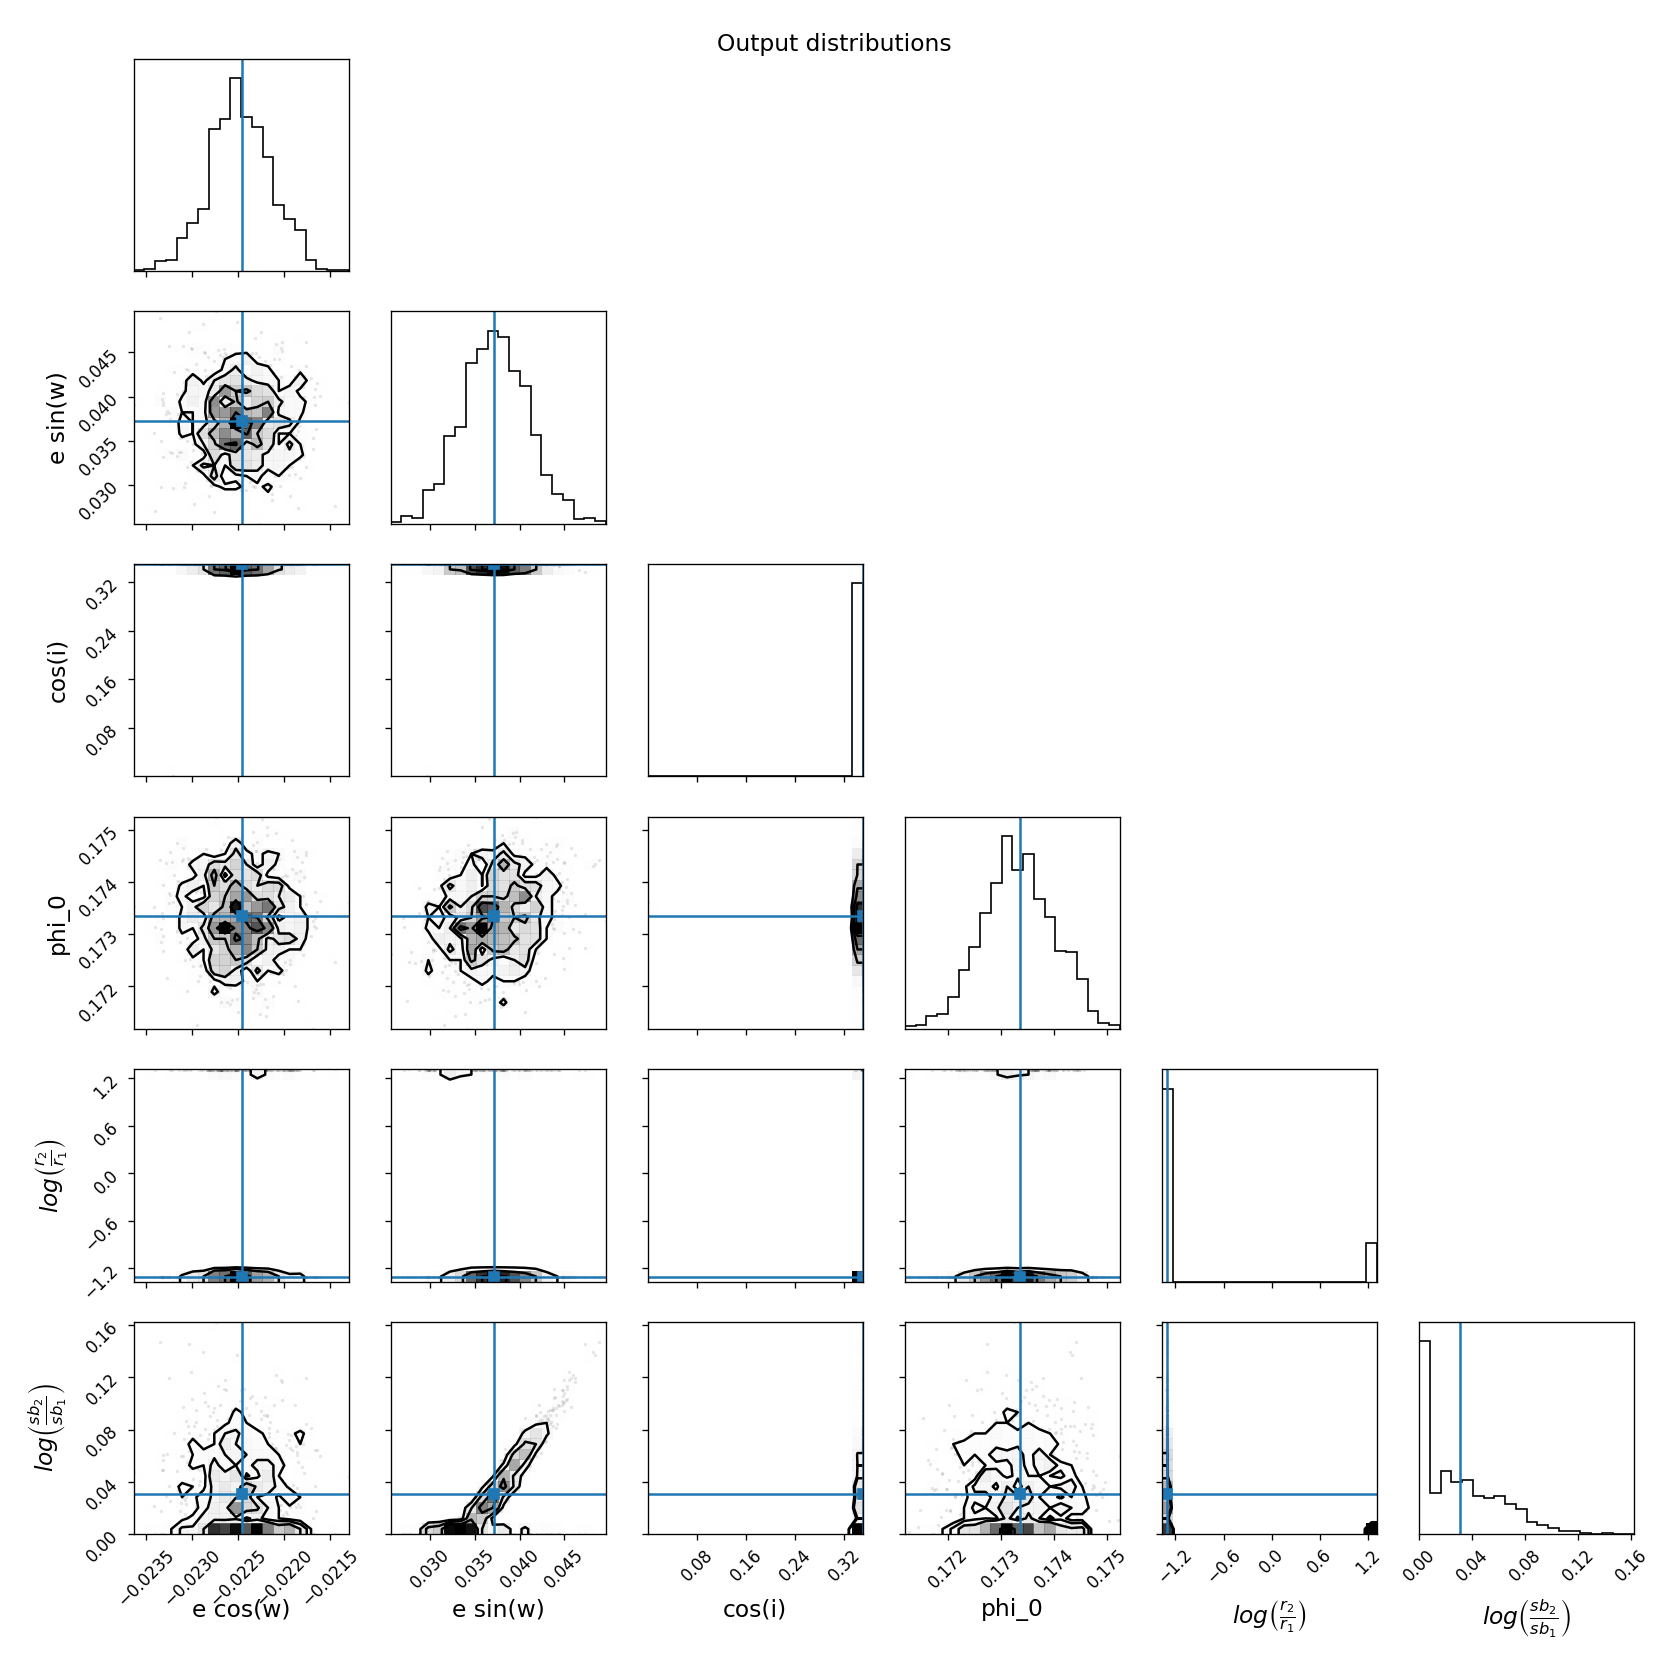 Output distributions
e sin(w)
0.045
0.040
0.035
0.030
cos(i)
0.32
0.24
0.16
0.08
phi_0
0.175
0.174
0.173
0.172
log(r2/r1)
1.2
0.6
0.0
−0.6
−1.2
log(sb2/sb1)
0.16
0.12
0.08
0.04
0.00
−0.0235 −0.0230 −0.0225 −0.0220 −0.0215
0.030 0.035 0.040 0.045
0.08 0.16 0.24 0.32
0.172 0.173 0.174 0.175
−1.2 −0.6 0.0 0.6 1.2
0.00 0.04 0.08 0.12 0.16
e cos(w)
e sin(w)
cos(i)
phi_0
log(r2/r1)
log(sb2/sb1)